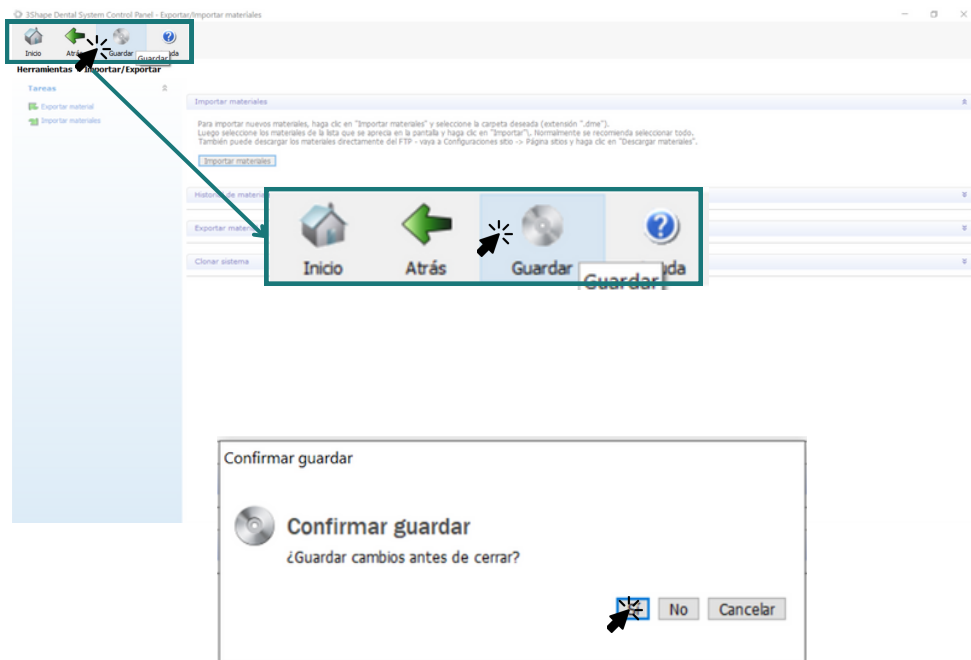 3Shape Dental System Control Panel - Exportar/Importar materiales
Inicio Atrás Guardar
Guardar
Herramientas Importar/Exportar
Tareas
Exportar material
Importar materiales
Importar materiales
Para importar nuevos materiales, haga clic en "Importar materiales" y seleccione la carpeta deseada (extensión ".dme").
Luego seleccione los materiales de la lista que se aprecia en la pantalla y haga clic en "Importar"\. Normalmente se recomienda seleccionar todo.
También puede descargar los materiales directamente del FTP - vaya a Configuraciones sitio -> Página sitios y haga clic en "Descargar materiales".
Importar materiales
Exportar
Clonar sistema
Inicio Atrás Guardar
Guardar
Confirmar guardar
Confirmar guardar
¿Guardar cambios antes de cerrar?
No Cancelar